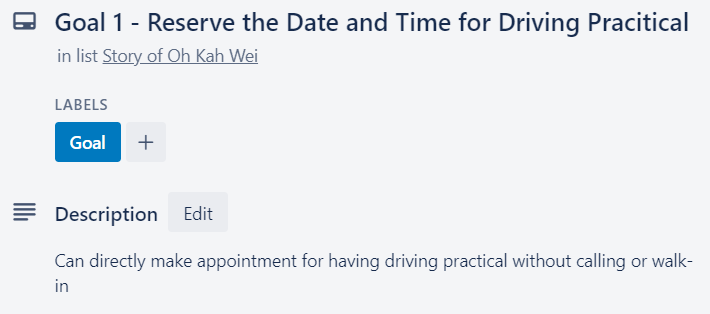 Goal 1 - Reserve the Date and Time for Driving Pracitical
in list Story of Oh Kah Wei
LABELS
Goal +
Description Edit
Can directly make appointment for having driving practical without calling or walk-
in